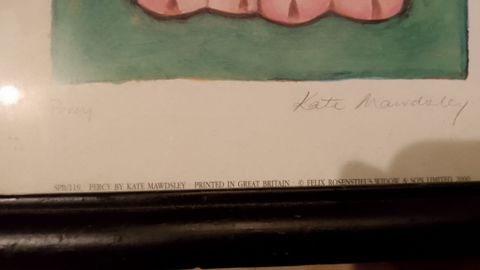 Percy
Kate Mawdsley
SPB/119 PERCY BY KATE MAWDSLEY PRINTED IN GREAT BRITAIN © FELIX ROSENSTIEL'S WIDOW & SON LIMITED, 2000